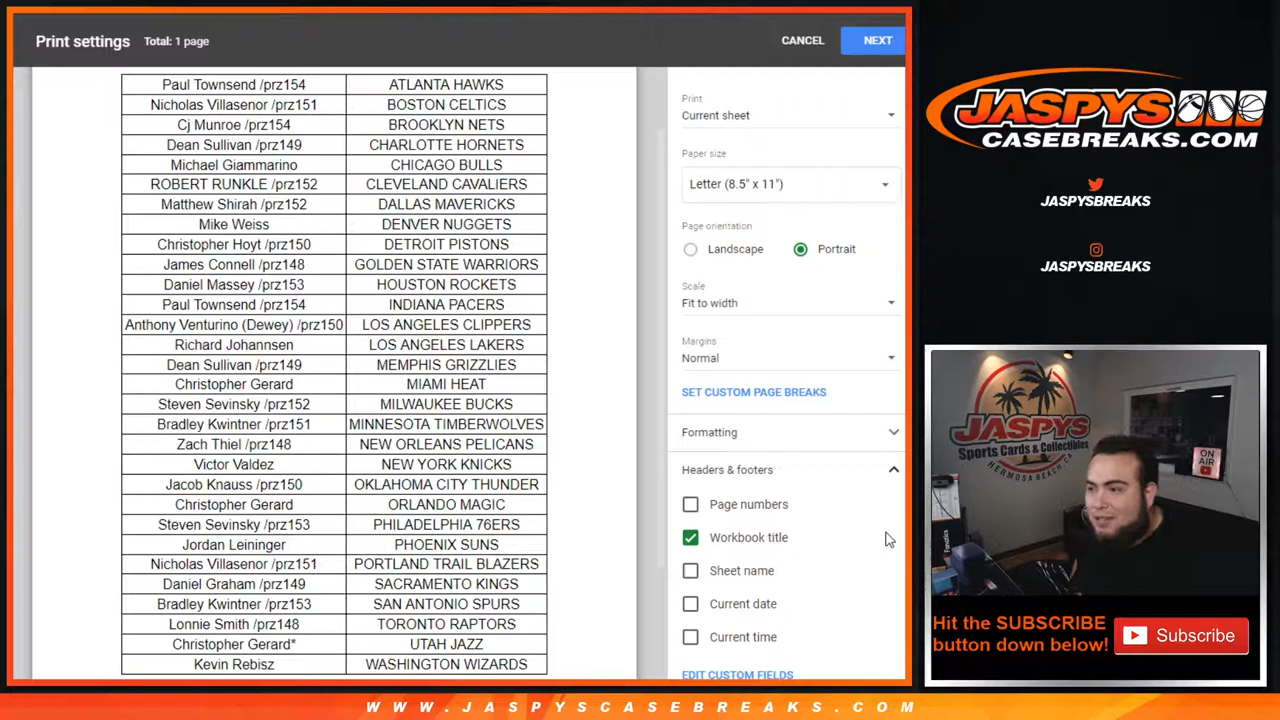 Print settings Total: 1 page CANCEL NEXT
Paul Townsend /prz154 ATLANTA HAWKS
Nicholas Villasenor /prz151 BOSTON CELTICS
Cj Munroe /prz154 BROOKLYN NETS
Dean Sullivan /prz149 CHARLOTTE HORNETS
Michael Giammarino CHICAGO BULLS
ROBERT RUNKLE /prz152 CLEVELAND CAVALIERS
Matthew Shirah /prz152 DALLAS MAVERICKS
Mike Weiss DENVER NUGGETS
Christopher Hoyt /prz150 DETROIT PISTONS
James Connell /prz148 GOLDEN STATE WARRIORS
Daniel Massey /prz153 HOUSTON ROCKETS
Paul Townsend /prz154 INDIANA PACERS
Anthony Venturino (Dewey) /prz150 LOS ANGELES CLIPPERS
Richard Johannsen LOS ANGELES LAKERS
Dean Sullivan /prz149 MEMPHIS GRIZZLIES
Christopher Gerard MIAMI HEAT
Steven Sevinsky /prz152 MILWAUKEE BUCKS
Bradley Kwintner /prz151 MINNESOTA TIMBERWOLVES
Zach Thiel /prz148 NEW ORLEANS PELICANS
Victor Valdez NEW YORK KNICKS
Jacob Knauss /prz150 OKLAHOMA CITY THUNDER
Christopher Gerard ORLANDO MAGIC
Steven Sevinsky /prz153 PHILADELPHIA 76ERS
Jordan Leininger PHOENIX SUNS
Nicholas Villasenor /prz151 PORTLAND TRAIL BLAZERS
Daniel Graham /prz149 SACRAMENTO KINGS
Bradley Kwintner /prz153 SAN ANTONIO SPURS
Lonnie Smith /prz148 TORONTO RAPTORS
Christopher Gerard* UTAH JAZZ
Kevin Rebisz WASHINGTON WIZARDS
Print
Current sheet
Paper size
Letter (8.5" x 11")
Page orientation
Landscape Portrait
Scale
Fit to width
Margins
Normal
SET CUSTOM PAGE BREAKS
Formatting
Headers & footers
Page numbers
Workbook title
Sheet name
Current date
Current time
EDIT CUSTOM FIELDS
JASPYS
CASEBREAKS.COM
JASPYSBREAKS
JASPYSBREAKS
JASPYS
Sports Cards & Collectibles
HERMOSA BEACH, CA
ON AIR
Fanatics
Hit the SUBSCRIBE
button down below!
Subscribe
WWW.JASPYSCASEBREAKS.COM